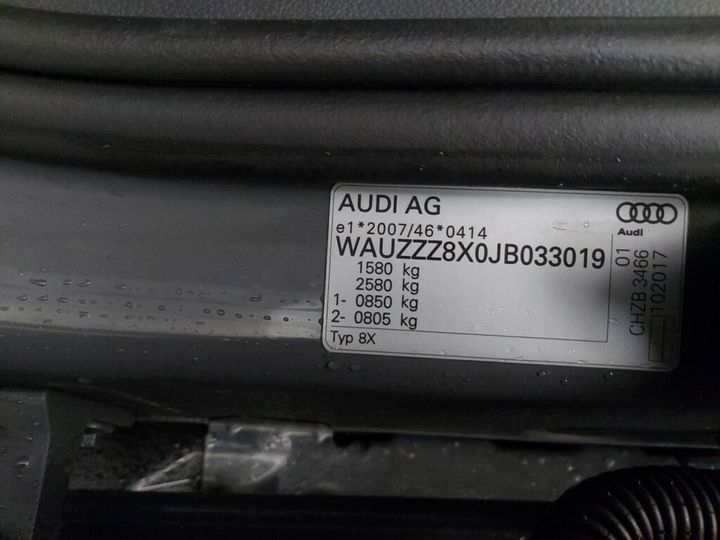 AUDI AG
Audi
e1*2007/46*0414
WAUZZZ8X0JB033019
1580 kg
2580 kg
1- 0850 kg
2- 0805 kg
Typ 8X
01
CHZB 3466
102017